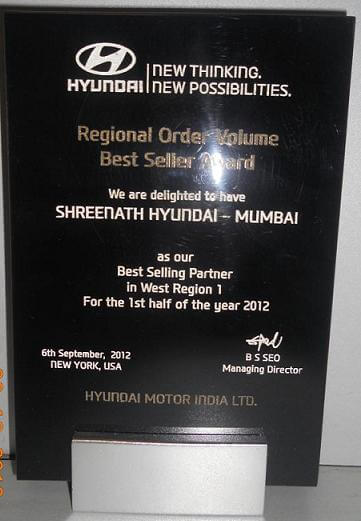 HYUNDAI
NEW THINKING.
NEW POSSIBILITIES.
Regional Order Volume
Best Seller Award
We are delighted to have
SHREENATH HYUNDAI - MUMBAI
as our
Best Selling Partner
in West Region 1
For the 1st half of the year 2012
6th September, 2012
NEW YORK, USA
B S SEO
Managing Director
HYUNDAI MOTOR INDIA LTD.